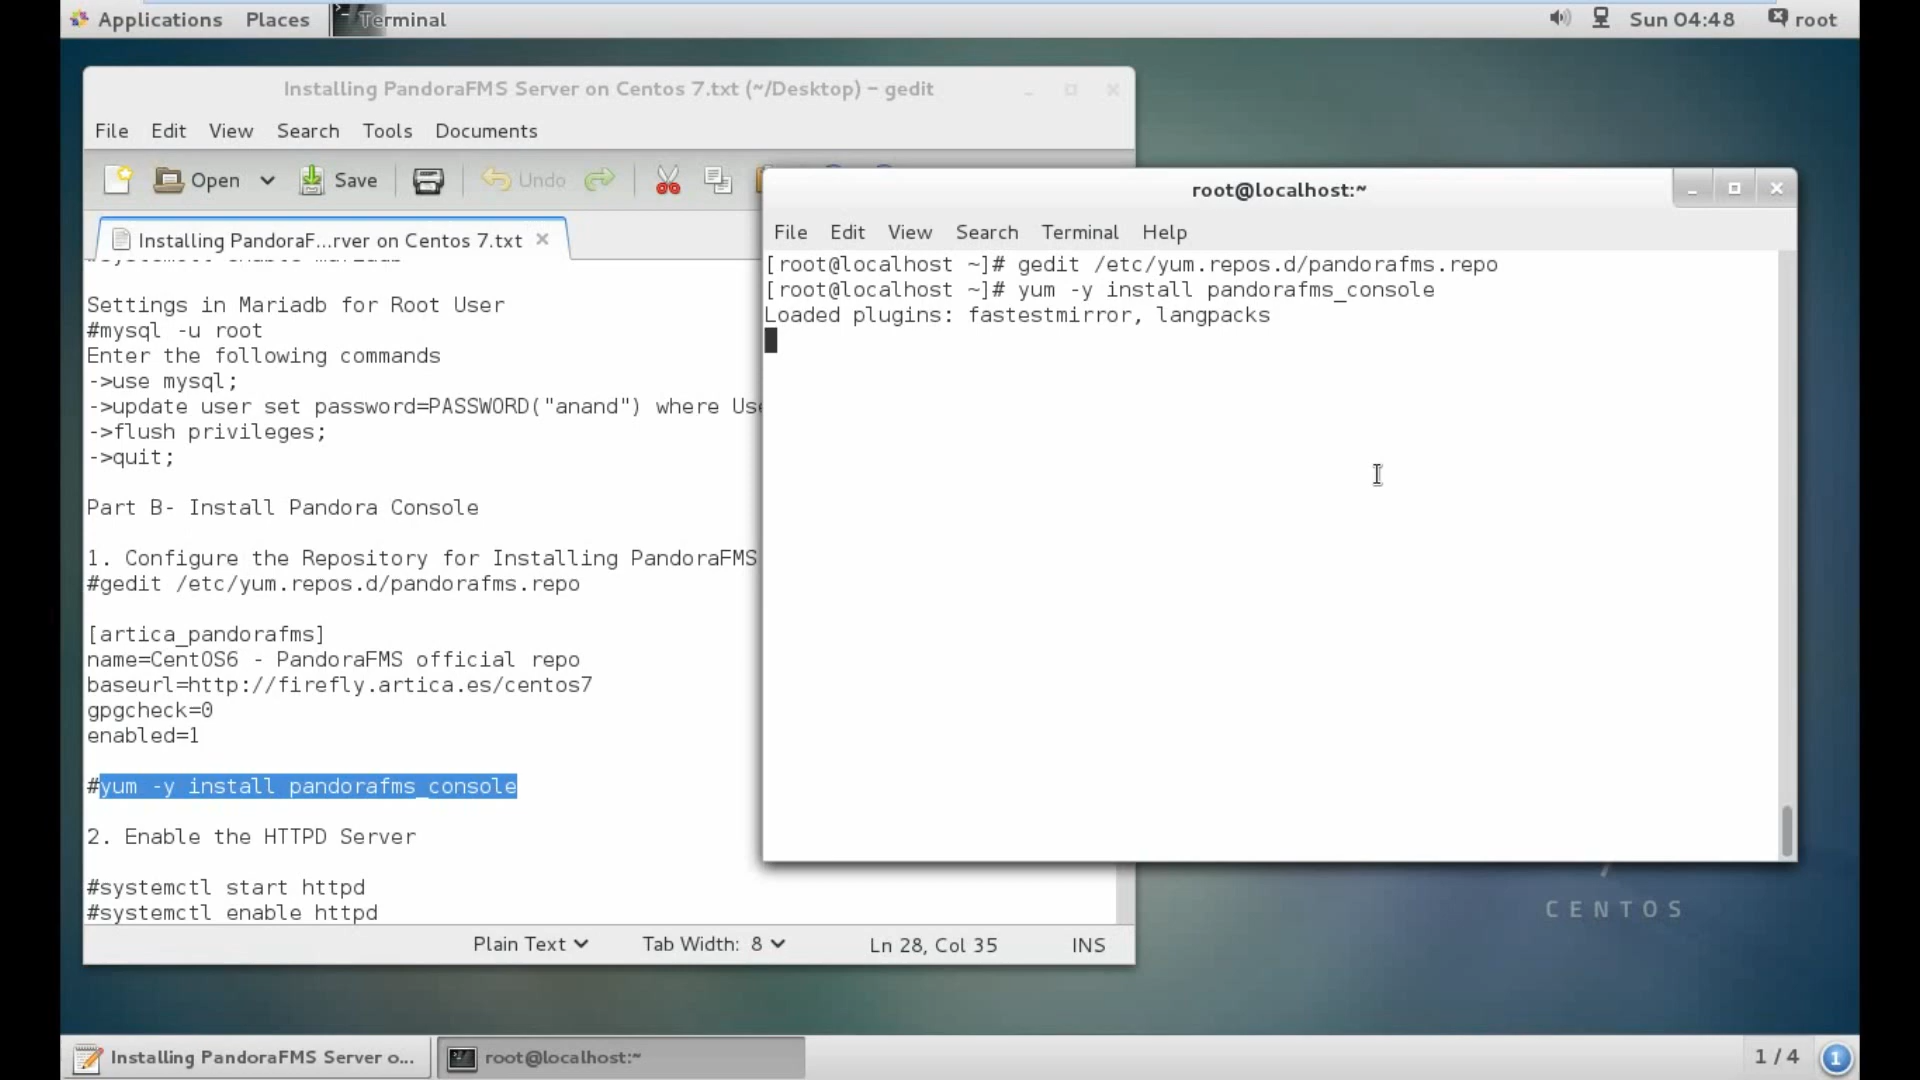 Applications Places Terminal Sun 04:48 root
Installing PandoraFMS Server on Centos 7.txt (~/Desktop) – gedit
File Edit View Search Tools Documents
Open Save Undo
Installing PandoraF...rver on Centos 7.txt
#systemctl enable mariadb
Settings in Mariadb for Root User
#mysql -u root
Enter the following commands
->use mysql;
->update user set password=PASSWORD("anand") where Use
->flush privileges;
->quit;
Part B- Install Pandora Console
1. Configure the Repository for Installing PandoraFMS
#gedit /etc/yum.repos.d/pandorafms.repo
[artica_pandorafms]
name=CentOS6 - PandoraFMS official repo
baseurl=http://firefly.artica.es/centos7
gpgcheck=0
enabled=1
#yum -y install pandorafms_console
2. Enable the HTTPD Server
#systemctl start httpd
#systemctl enable httpd
Plain Text Tab Width: 8 Ln 28, Col 35 INS
root@localhost:~
File Edit View Search Terminal Help
[root@localhost ~]# gedit /etc/yum.repos.d/pandorafms.repo
[root@localhost ~]# yum -y install pandorafms_console
Loaded plugins: fastestmirror, langpacks
CENTOS
Installing PandoraFMS Server o... root@localhost:~ 1 / 4 1